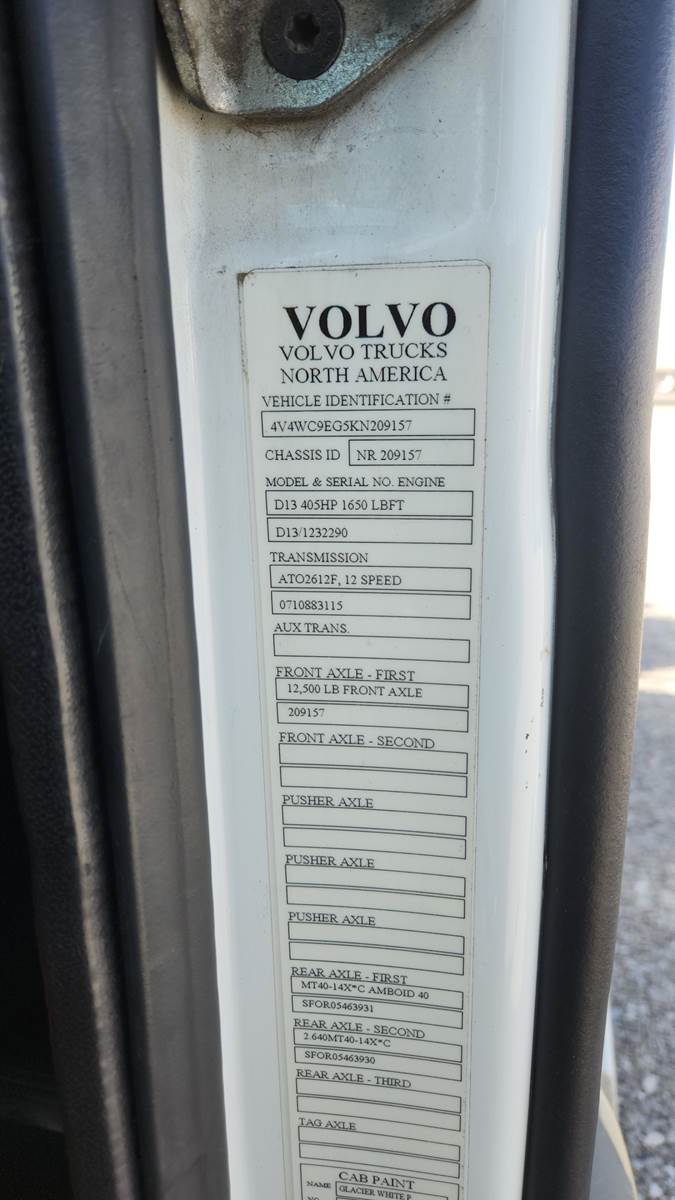 VOLVO
VOLVO TRUCKS
NORTH AMERICA
VEHICLE IDENTIFICATION #
4V4WC9EG5KN209157
CHASSIS ID NR 209157
MODEL & SERIAL NO. ENGINE
D13 405HP 1650 LBFT
D13/1232290
TRANSMISSION
ATO2612F, 12 SPEED
0710883115
AUX TRANS.
FRONT AXLE - FIRST
12,500 LB FRONT AXLE
209157
FRONT AXLE - SECOND
PUSHER AXLE
PUSHER AXLE
PUSHER AXLE
REAR AXLE - FIRST
MT40-14X*C AMBOID 40
SFOR05463931
REAR AXLE - SECOND
2.640MT40-14X*C
SFOR05463930
REAR AXLE - THIRD
TAG AXLE
CAB PAINT
NAME GLACIER WHITE P